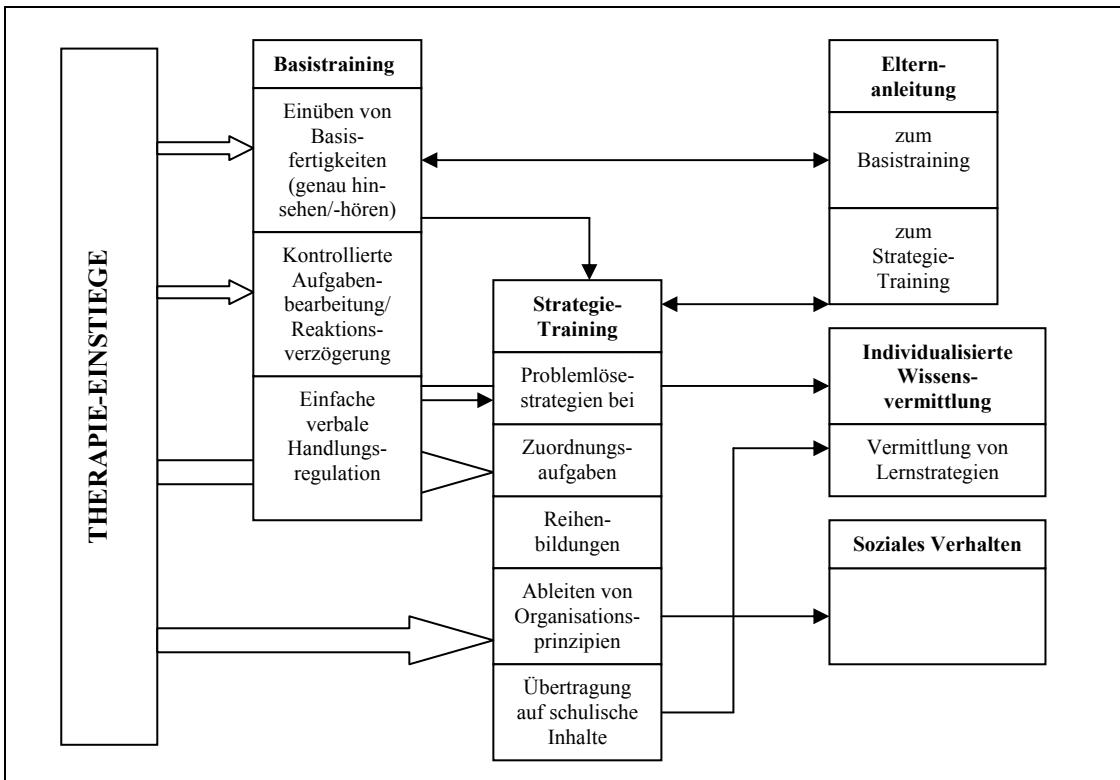 THERAPIE-EINSTIEGE
Basistraining
Einüben von
Basis-
fertigkeiten
(genau hin-
sehen/-hören)
Kontrollierte
Aufgaben-
bearbeitung/
Reaktions-
verzögerung
Einfache
verbale
Handlungs-
regulation
Strategie-
Training
Problemlöse-
strategien bei
Zuordnungs-
aufgaben
Reihen-
bildungen
Ableiten von
Organisations-
prinzipien
Übertragung
auf schulische
Inhalte
Eltern-
anleitung
zum
Basistraining
zum
Strategie-
Training
Individualisierte
Wissens-
vermittlung
Vermittlung von
Lernstrategien
Soziales Verhalten